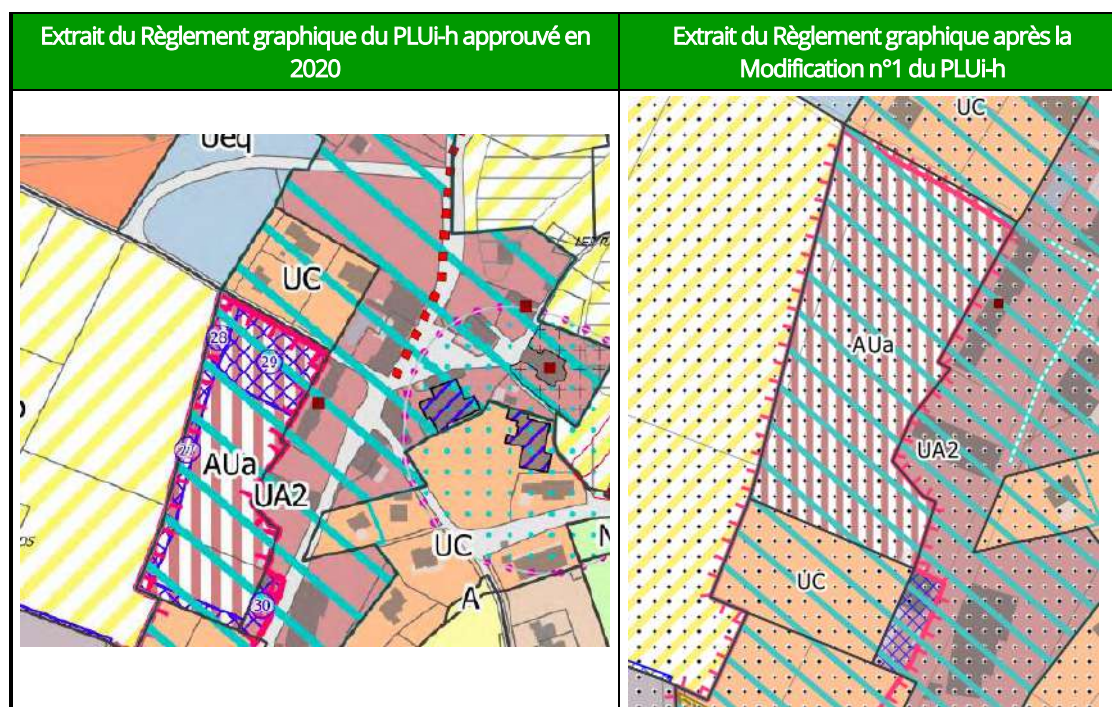 Extrait du Règlement graphique du PLUi-h approuvé en
2020
Extrait du Règlement graphique après la
Modification n°1 du PLUi-h
Ueq
UC
28
29
AUa
UA2
30
UC
A
N
UC
AUa
UA2
UC